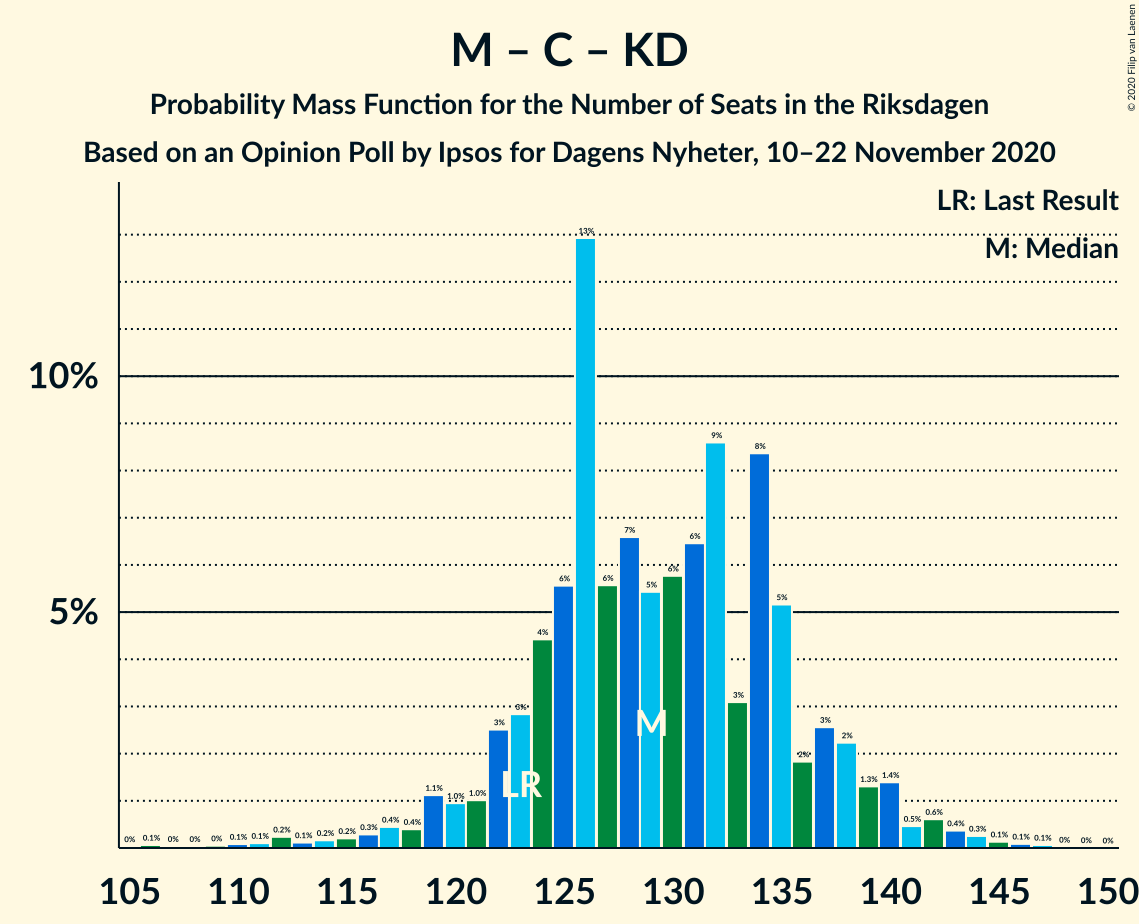 © 2020 Filip van Laenen
M – C – KD
Probability Mass Function for the Number of Seats in the Riksdagen
Based on an Opinion Poll by Ipsos for Dagens Nyheter, 10–22 November 2020
LR: Last Result
M: Median
10%
5%
0% 0.1% 0% 0% 0% 0.1% 0.1% 0.2% 0.1% 0.2% 0.2% 0.3% 0.4% 0.4% 1.1% 1.0% 1.0% 3% 3% 4% 6% 13% 6% 7% 5% 6% 6% 9% 3% 8% 5% 2% 3% 2% 1.3% 1.4% 0.5% 0.6% 0.4% 0.3% 0.1% 0.1% 0.1% 0% 0% 0%
LR
M
105 110 115 120 125 130 135 140 145 150